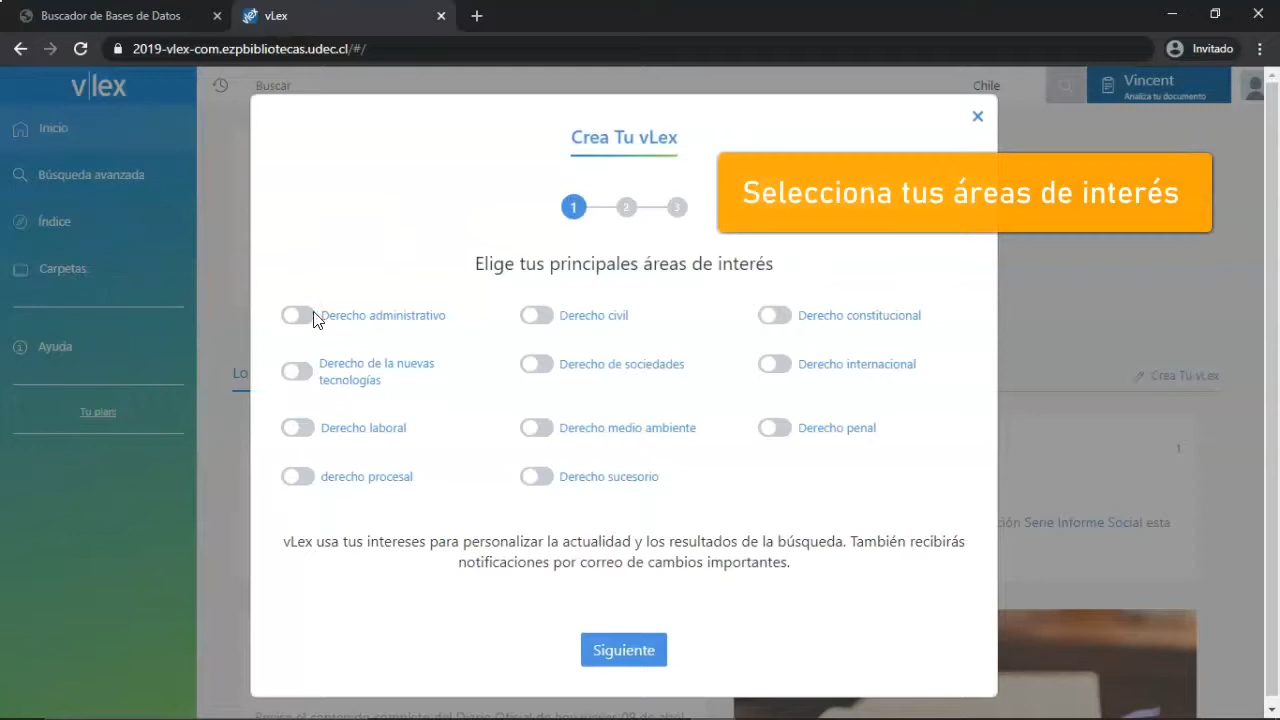 Buscador de Bases de Datos
vLex
2019-vlex-com.ezpbibliotecas.udec.cl/#/
Invitado
v|lex
Buscar
Chile
Vincent
Analiza tu documento
Inicio
Búsqueda avanzada
Índice
Carpetas
Ayuda
Tu plan:
Crea Tu vLex
1
2
3
Selecciona tus áreas de interés
Elige tus principales áreas de interés
Derecho administrativo
Derecho civil
Derecho constitucional
Derecho de la nuevas
tecnologías
Derecho de sociedades
Derecho internacional
Derecho laboral
Derecho medio ambiente
Derecho penal
derecho procesal
Derecho sucesorio
vLex usa tus intereses para personalizar la actualidad y los resultados de la búsqueda. También recibirás
notificaciones por correo de cambios importantes.
Siguiente
Lo
Crea Tu vLex
1
ción Serie Informe Social esta